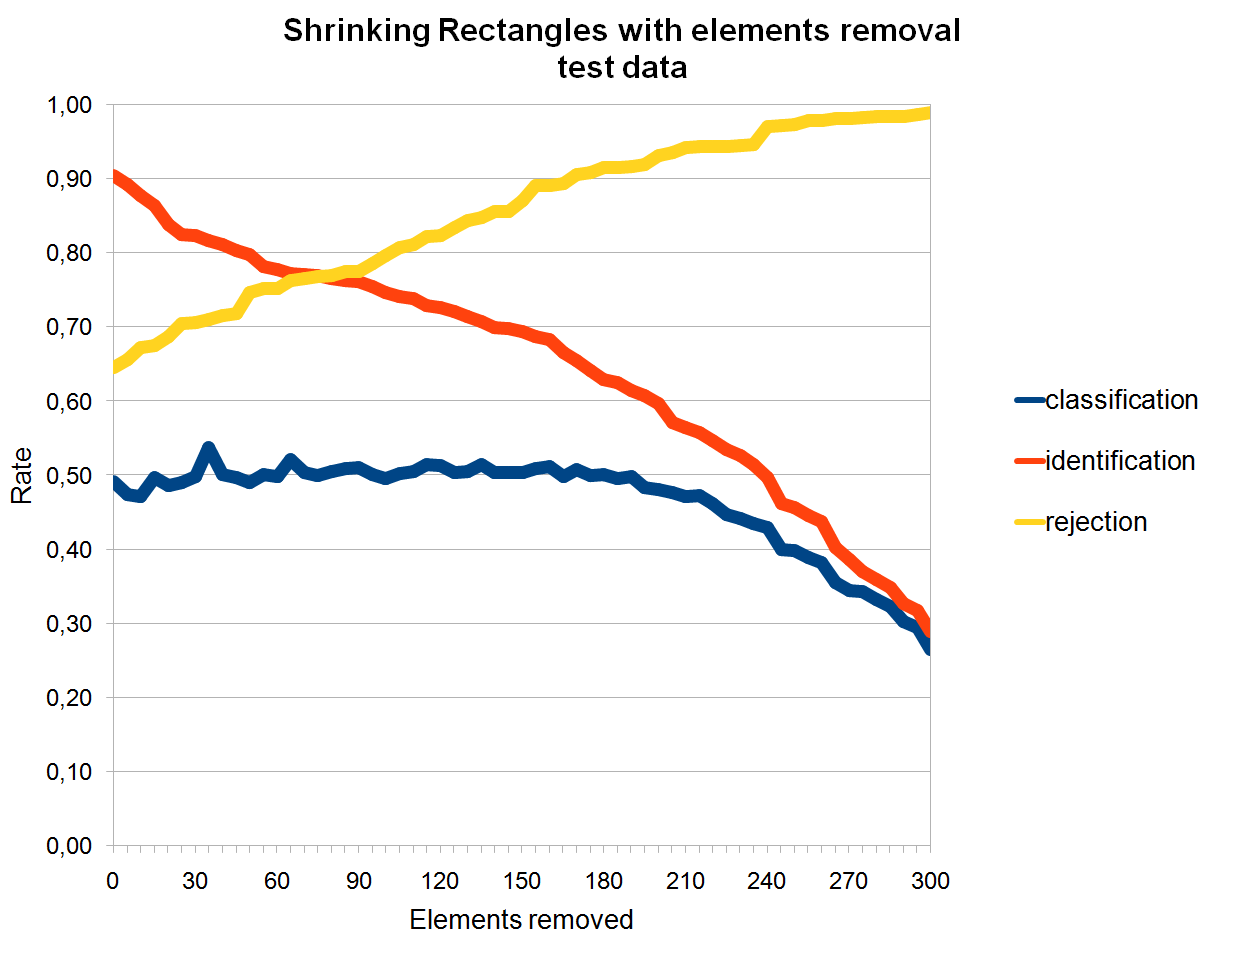 Shrinking Rectangles with elements removal
test data
1,00
0,90
0,80
0,70
0,60
0,50
0,40
0,30
0,20
0,10
0,00
Rate
0 30 60 90 120 150 180 210 240 270 300
Elements removed
classification
identification
rejection